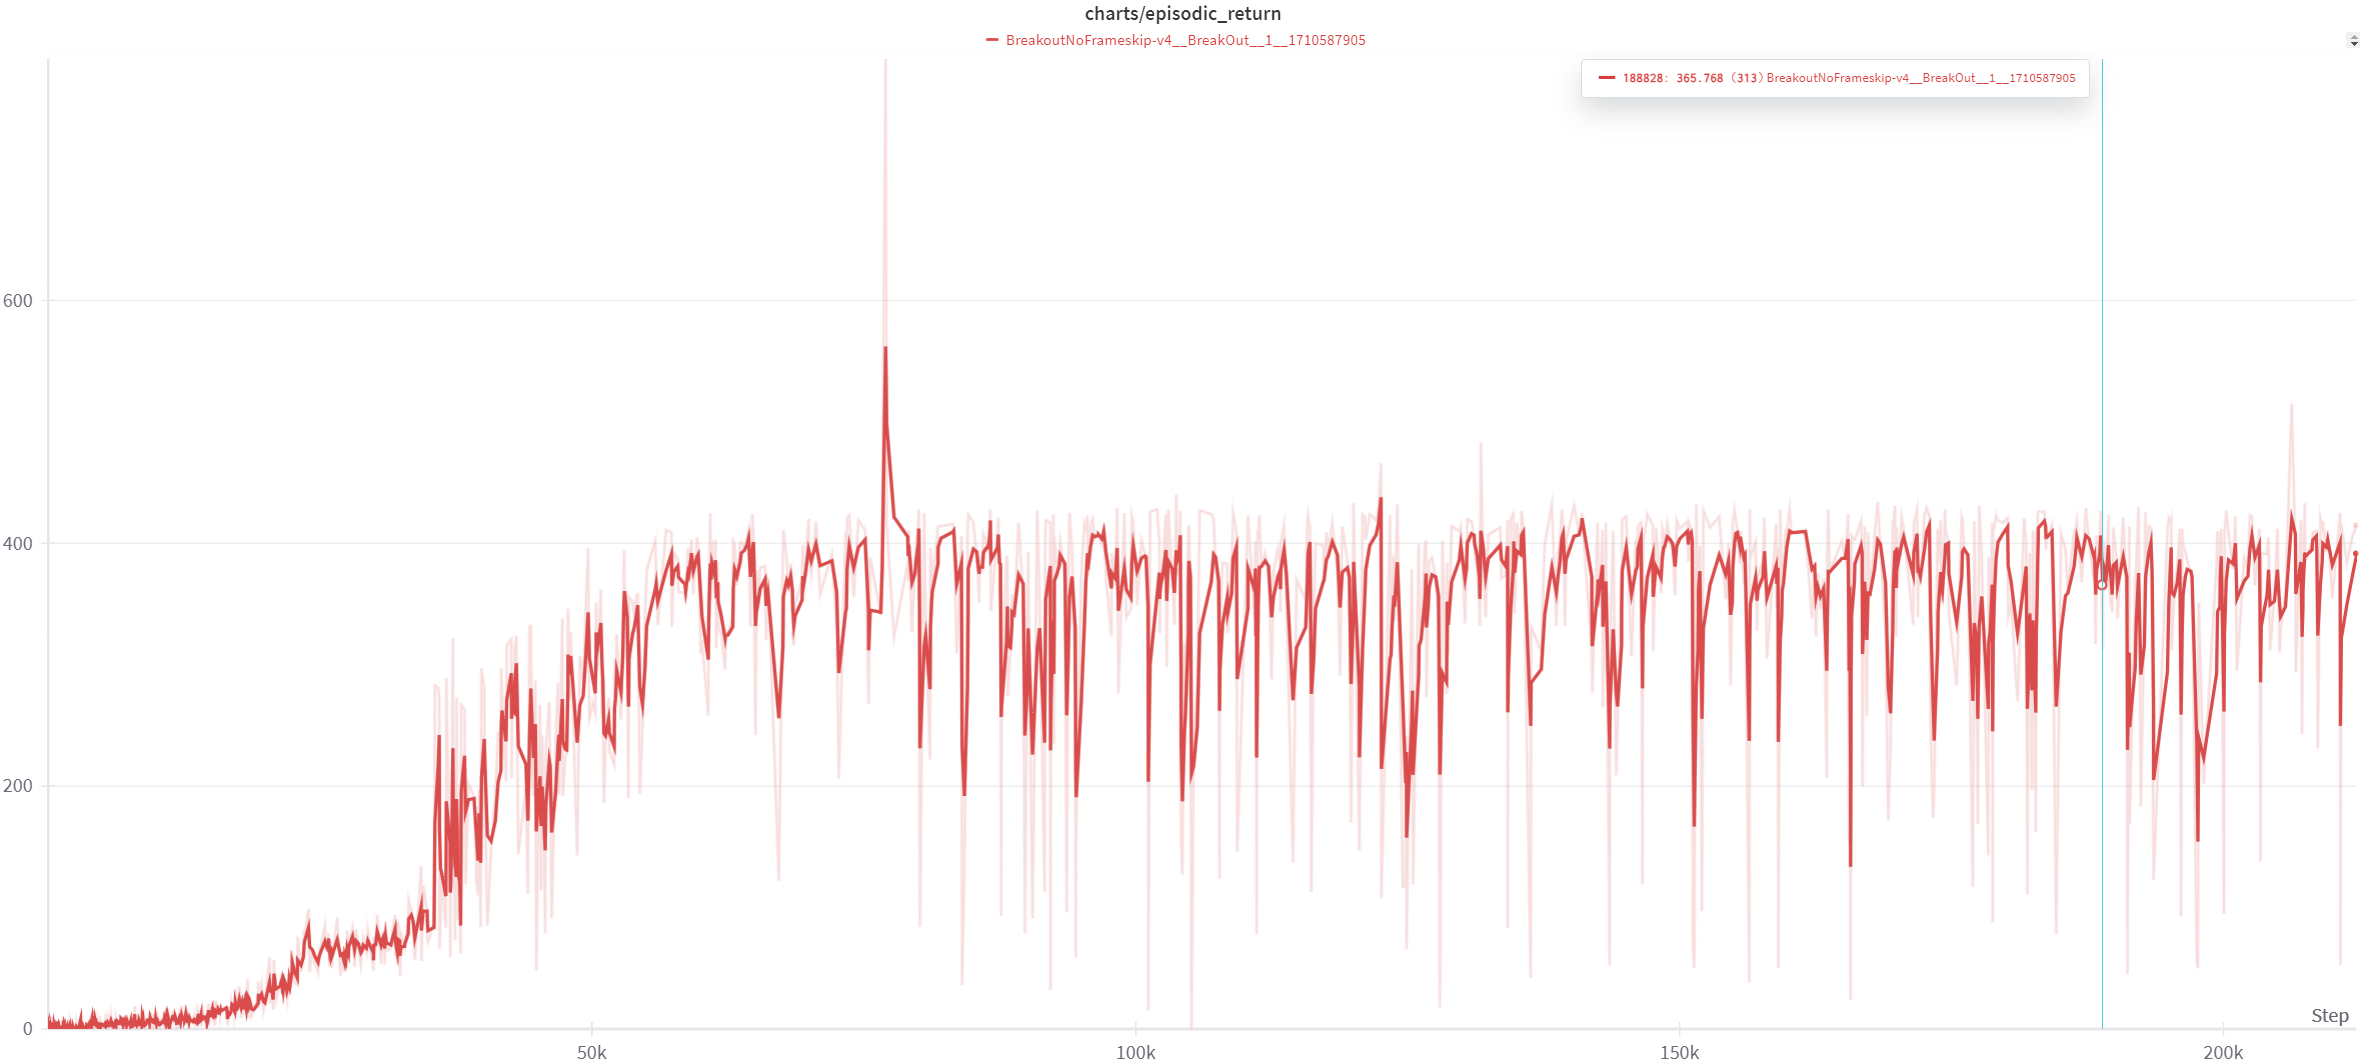 charts/episodic_return
BreakoutNoFrameskip-v4__BreakOut__1__1710587905
188828: 365.768 (313) BreakoutNoFrameskip-v4__BreakOut__1__1710587905
600
400
200
0
Step
50k 100k 150k 200k